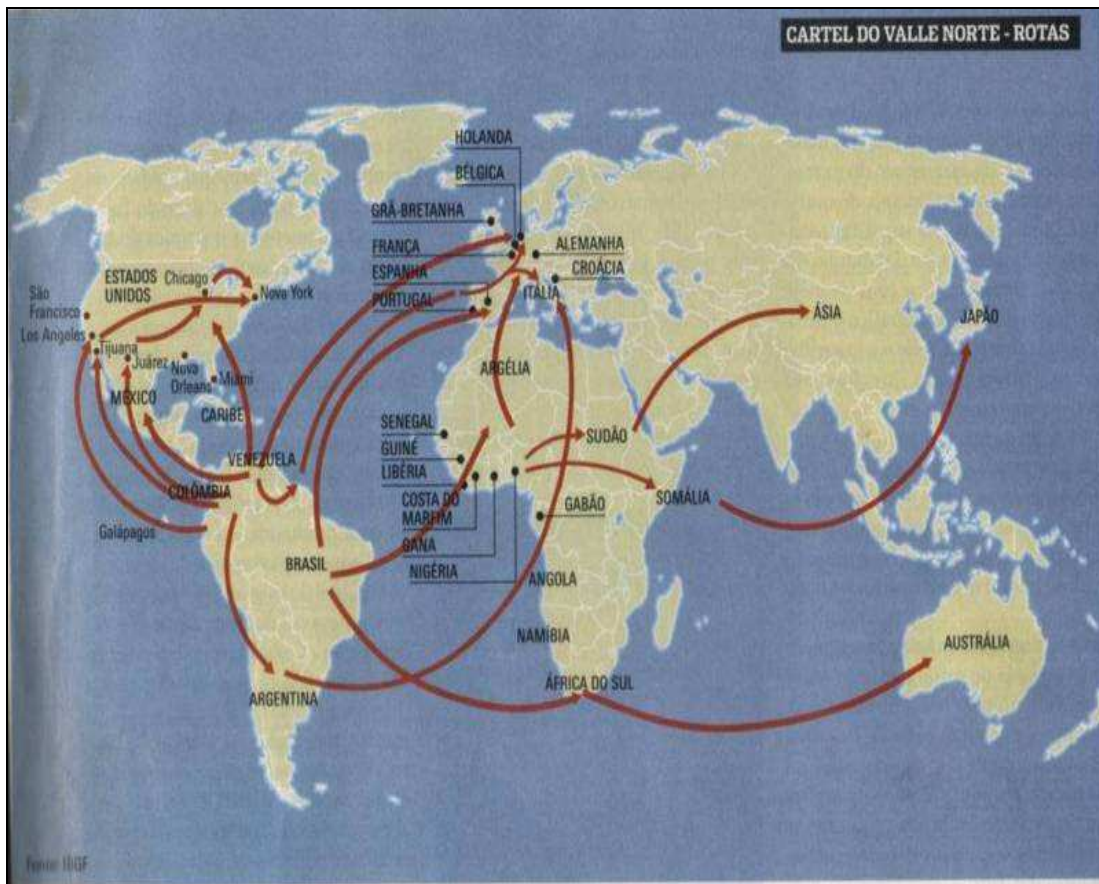 CARTEL DO VALLE NORTE - ROTAS
HOLANDA
BÉLGICA
GRÃ-BRETANHA
FRANÇA
ALEMANHA
ESPANHA
CROÁCIA
PORTUGAL
ITÁLIA
ESTADOS
UNIDOS
Chicago
Nova York
São
Francisco
Los Angeles
Tijuana
Juárez
Nova
Orleans
Miami
MÉXICO
CARIBE
ÁSIA
JAPÃO
ARGÉLIA
SENEGAL
GUINÉ
LIBÉRIA
COSTA DO
MARFIM
GANA
NIGÉRIA
SUDÃO
SOMÁLIA
GABÃO
VENEZUELA
COLÔMBIA
Galápagos
BRASIL
ANGOLA
NAMÍBIA
ÁFRICA DO SUL
AUSTRÁLIA
ARGENTINA
Fonte: IBGF